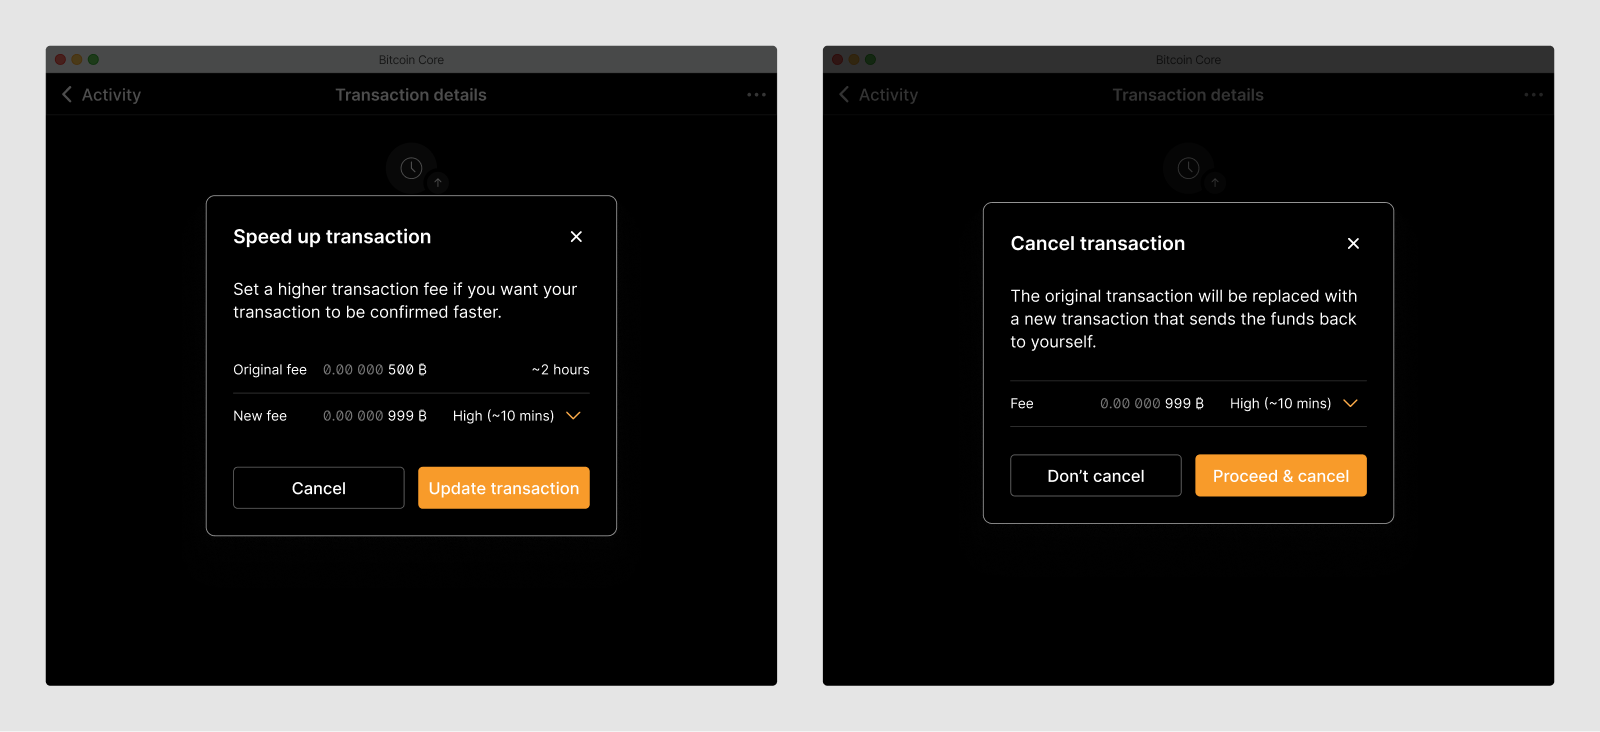 Bitcoin Core
Activity
Transaction details
Speed up transaction
Set a higher transaction fee if you want your
transaction to be confirmed faster.
Original fee 0.00 000 500 ₿ ~2 hours
New fee 0.00 000 999 ₿ High (~10 mins)
Cancel
Update transaction
Bitcoin Core
Activity
Transaction details
Cancel transaction
The original transaction will be replaced with
a new transaction that sends the funds back
to yourself.
Fee 0.00 000 999 ₿ High (~10 mins)
Don’t cancel
Proceed & cancel